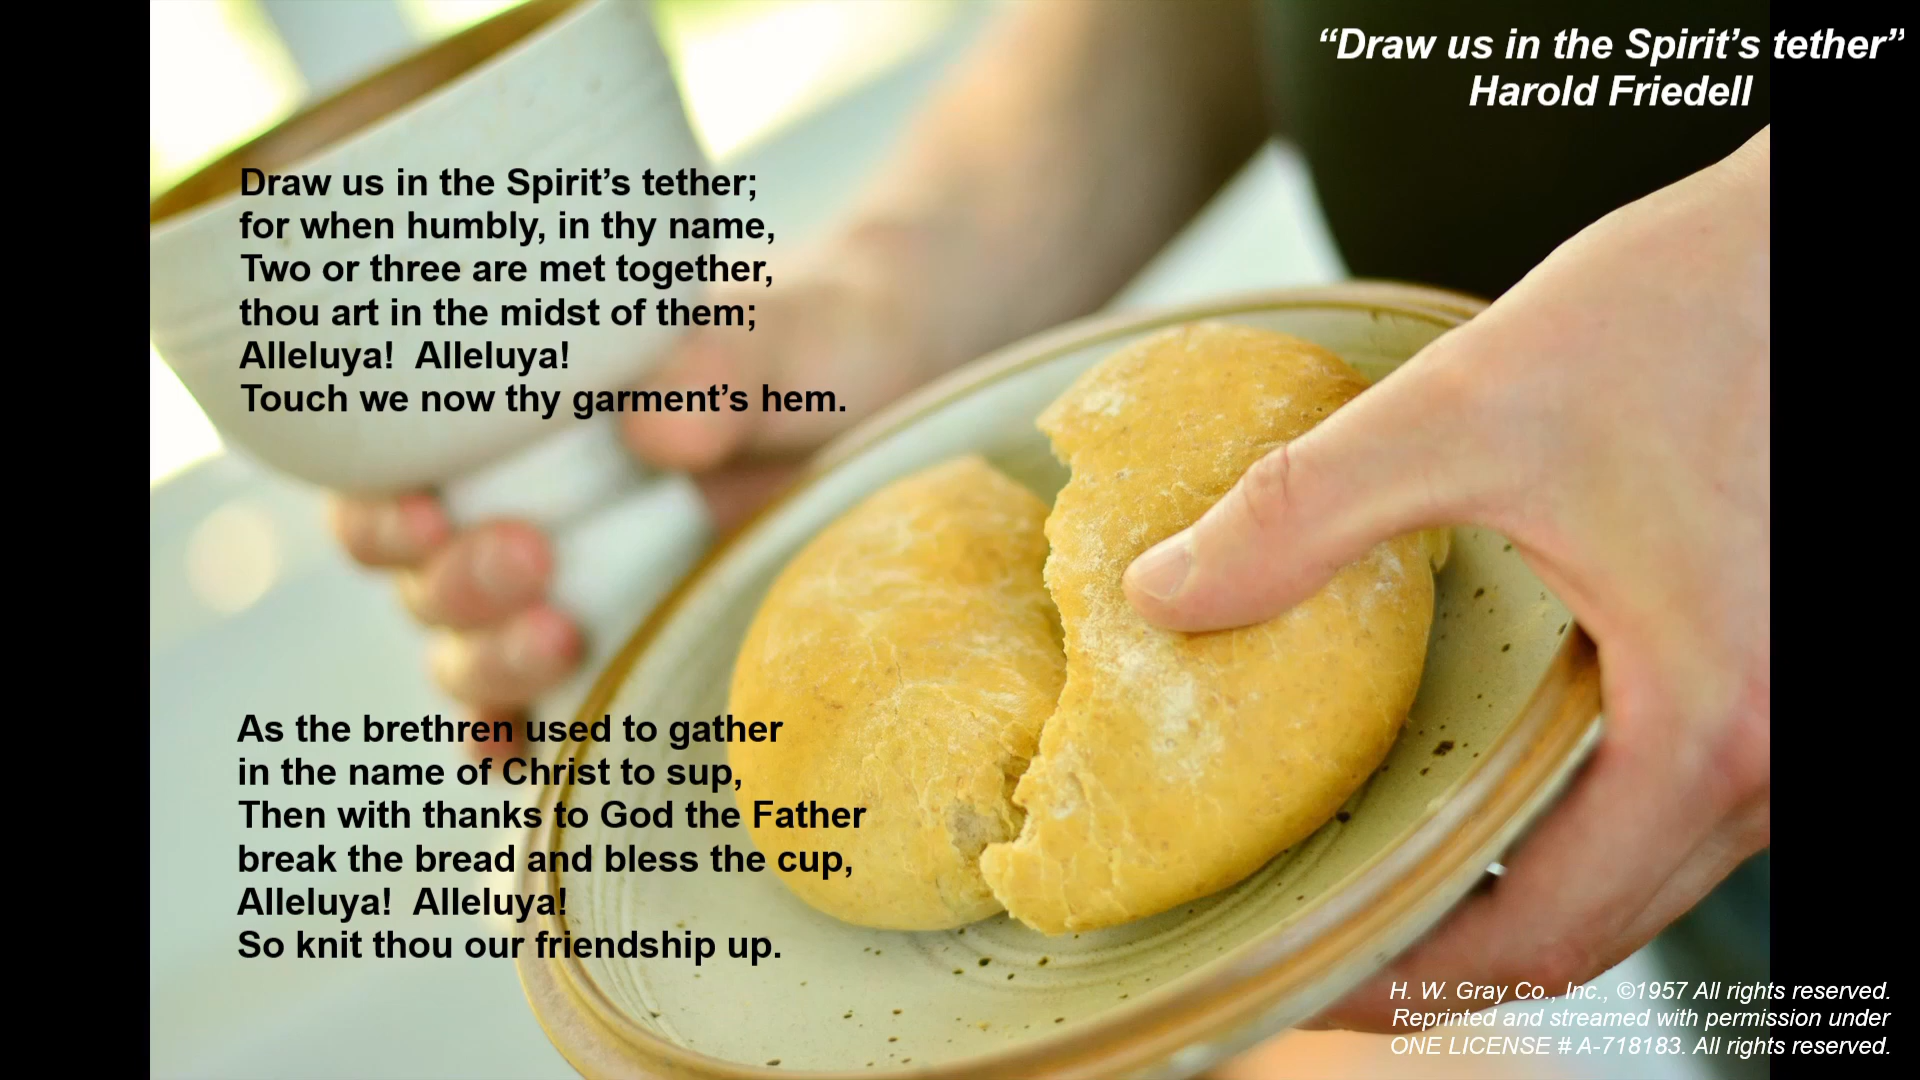 “Draw us in the Spirit’s tether”
Harold Friedell
Draw us in the Spirit’s tether;
for when humbly, in thy name,
Two or three are met together,
thou art in the midst of them;
Alleluya!  Alleluya!
Touch we now thy garment’s hem.
As the brethren used to gather
in the name of Christ to sup,
Then with thanks to God the Father
break the bread and bless the cup,
Alleluya!  Alleluya!
So knit thou our friendship up.
H. W. Gray Co., Inc., ©1957 All rights reserved.
Reprinted and streamed with permission under
ONE LICENSE # A-718183. All rights reserved.